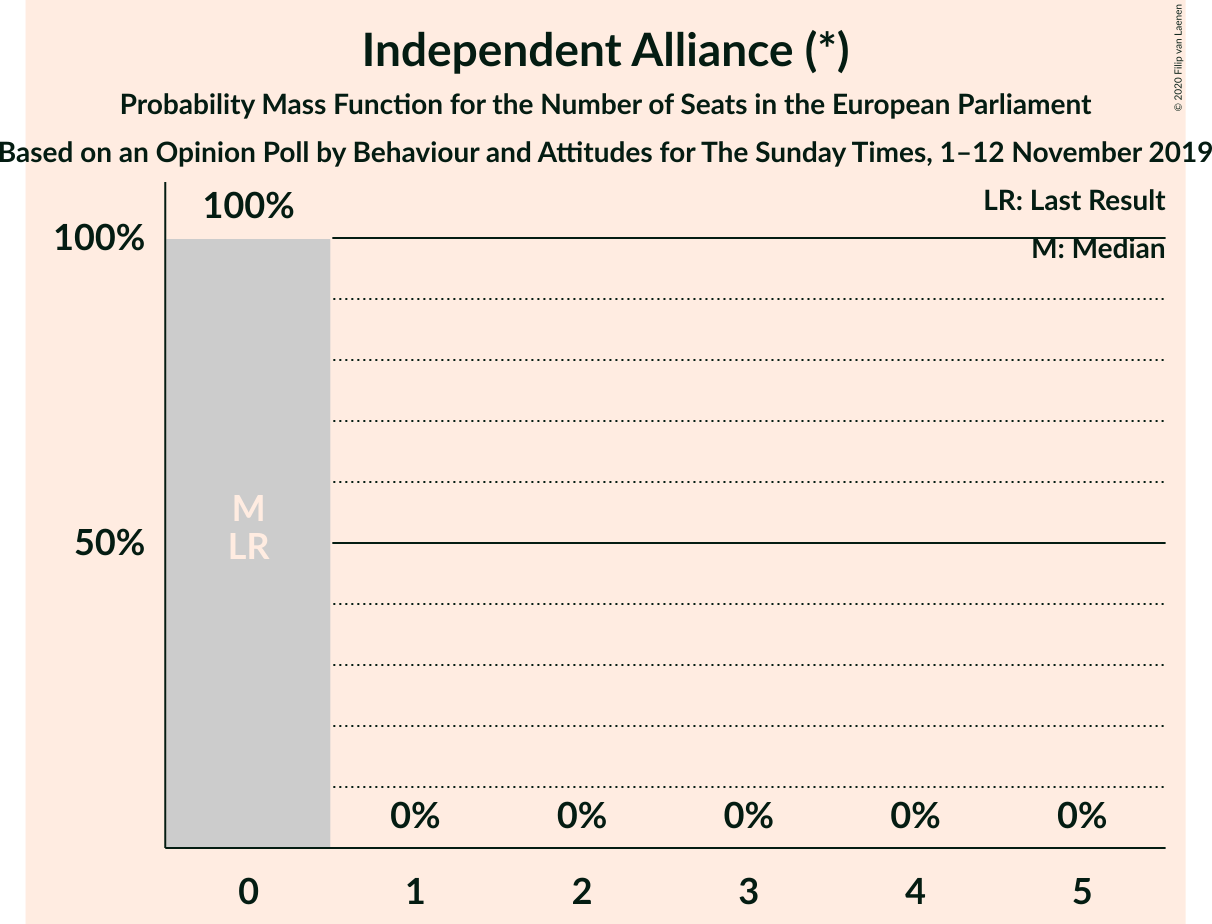 Independent Alliance (*)
Probability Mass Function for the Number of Seats in the European Parliament
Based on an Opinion Poll by Behaviour and Attitudes for The Sunday Times, 1–12 November 2019
© 2020 Filip van Laenen
LR: Last Result
M: Median
100%
100%
50%
M
LR
0% 0% 0% 0% 0%
0 1 2 3 4 5